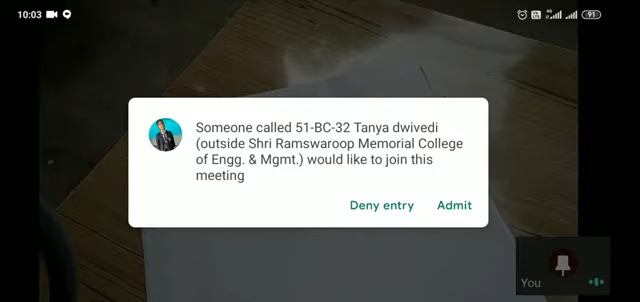 10:03
4G
91
Someone called 51-BC-32 Tanya dwivedi
(outside Shri Ramswaroop Memorial College
of Engg. & Mgmt.) would like to join this
meeting
Deny entry Admit
You